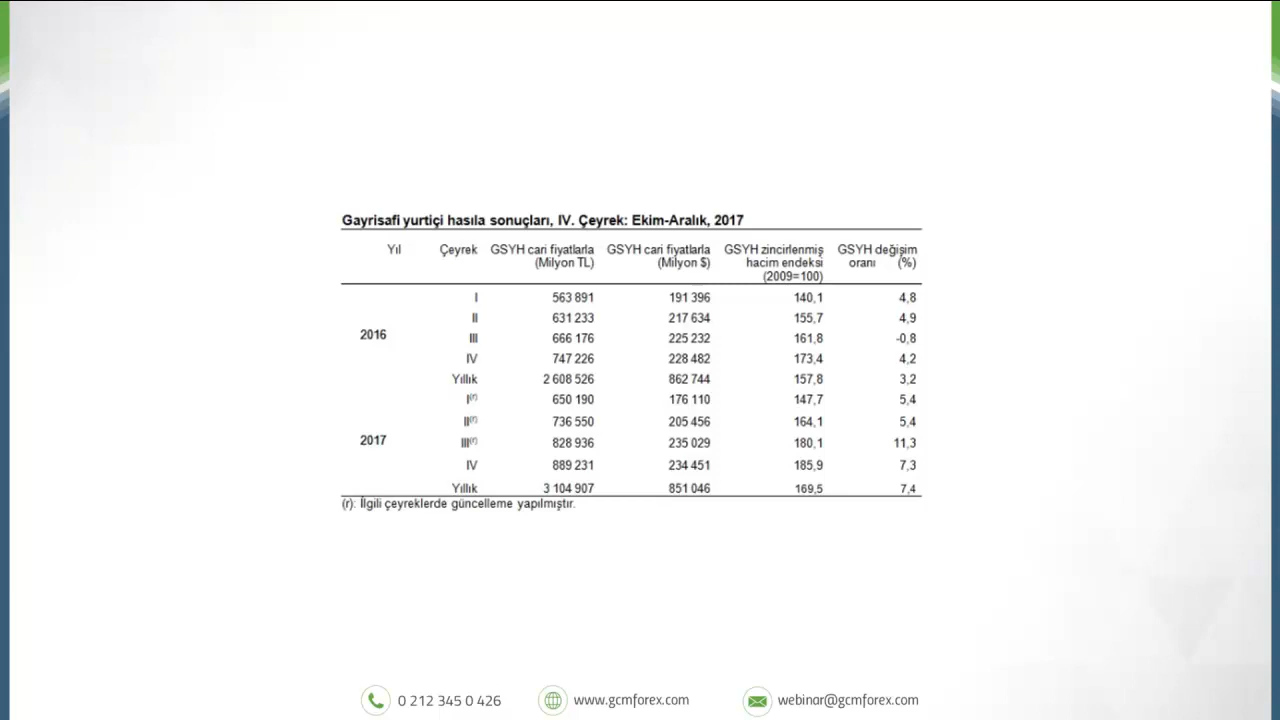 Gayrisafi yurtiçi hasıla sonuçları, IV. Çeyrek: Ekim-Aralık, 2017
Yıl Çeyrek GSYH cari fiyatlarla GSYH cari fiyatlarla GSYH zincirlenmiş GSYH değişim
(Milyon TL) (Milyon $) hacim endeksi oranı (%)
(2009=100)
I 563 891 191 396 140,1 4,8
II 631 233 217 634 155,7 4,9
2016
III 666 176 225 232 161,8 -0,8
IV 747 226 228 482 173,4 4,2
Yıllık 2 608 526 862 744 157,8 3,2
I(r) 650 190 176 110 147,7 5,4
II(r) 736 550 205 456 164,1 5,4
2017
III(r) 828 936 235 029 180,1 11,3
IV 889 231 234 451 185,9 7,3
Yıllık 3 104 907 851 046 169,5 7,4
(r): İlgili çeyreklerde güncelleme yapılmıştır.
0 212 345 0 426 www.gcmforex.com webinar@gcmforex.com